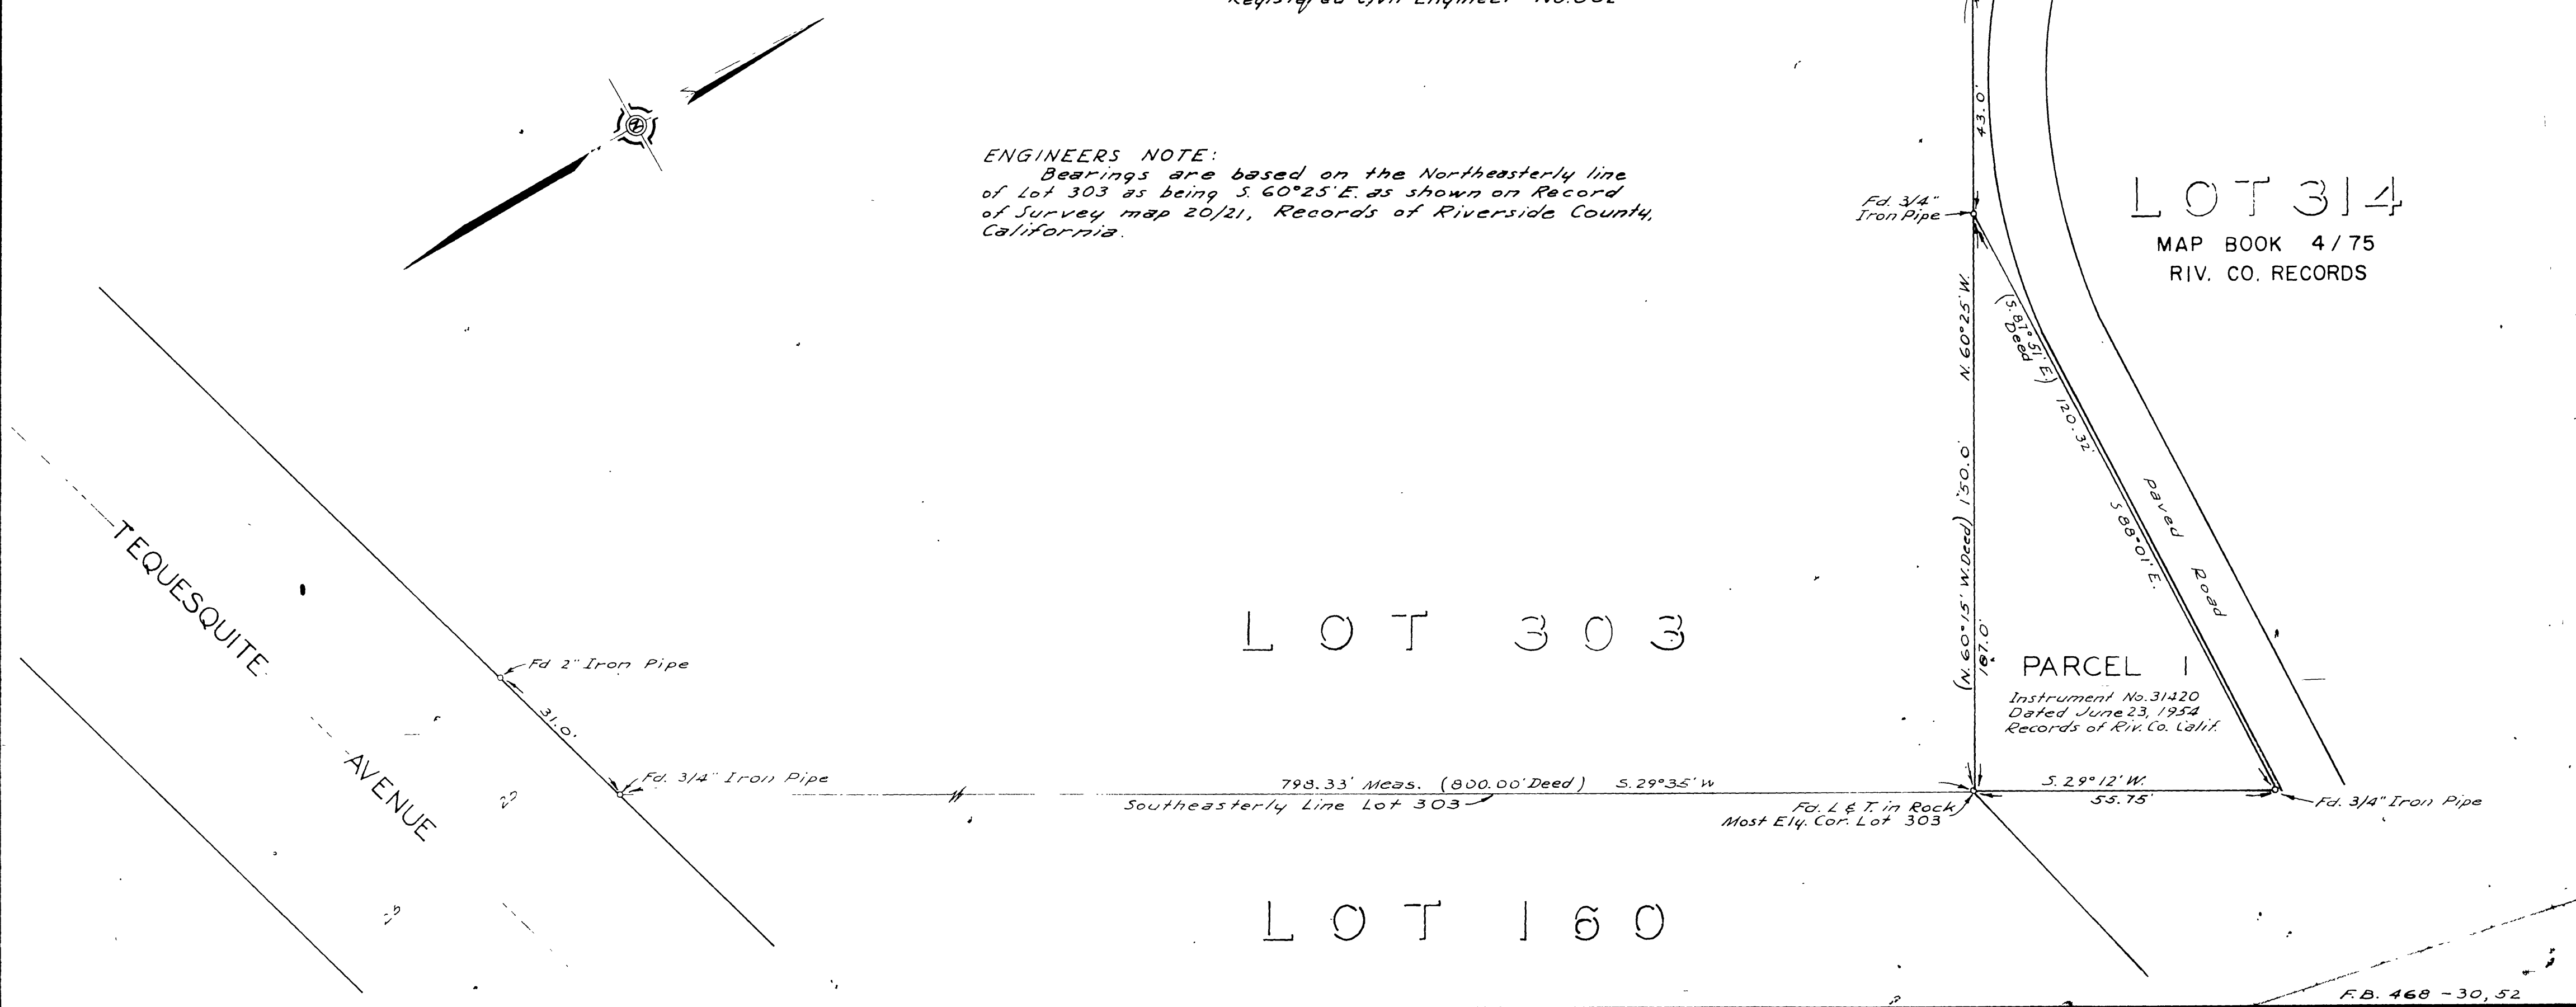 Registered Civil Engineer No.
N
ENGINEERS NOTE:
Bearings are based on the Northeasterly line
of Lot 303 as being S. 60°25' E. as shown on Record
of Survey map 20/21, Records of Riverside County,
California.
43.0'
Fd. 3/4"
Iron Pipe
LOT 314
MAP BOOK 4/75
RIV. CO. RECORDS
N. 60°25' W.
(N. 60°15' W. Deed) 150.0'
(S. 87°51' E.
Deed)
120.32'
S 88°01' E.
Paved Road
TEQUESQUITE
AVENUE
25
25
Fd 2" Iron Pipe
31.0'
Fd. 3/4" Iron Pipe
LOT 303
PARCEL 1
Instrument No. 31420
Dated June 23, 1954
Records of Riv. Co. Calif.
798.33' Meas. (800.00' Deed) S. 29°35' W
Southeasterly Line Lot 303
Fd. L & T. in Rock
Most Ely. Cor. Lot 303
S. 29°12' W.
55.75'
Fd. 3/4" Iron Pipe
LOT 160
F.B. 468 - 30, 52